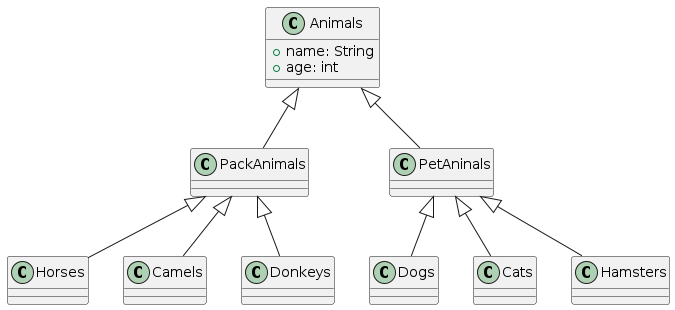 C Animals
+ name: String
+ age: int
C PackAnimals
C PetAninals
C Horses
C Camels
C Donkeys
C Dogs
C Cats
C Hamsters